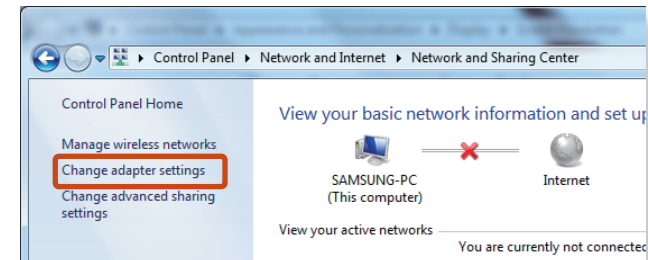 Control Panel ▸ Network and Internet ▸ Network and Sharing Center
Control Panel Home
Manage wireless networks
Change adapter settings
Change advanced sharing
settings
View your basic network information and set up
SAMSUNG-PC
(This computer)
Internet
View your active networks
You are currently not connected